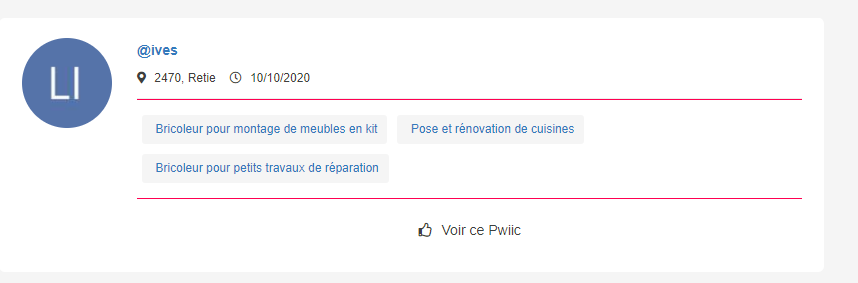 LI
@ives
2470, Retie 10/10/2020
Bricoleur pour montage de meubles en kit Pose et rénovation de cuisines
Bricoleur pour petits travaux de réparation
Voir ce Pwiic